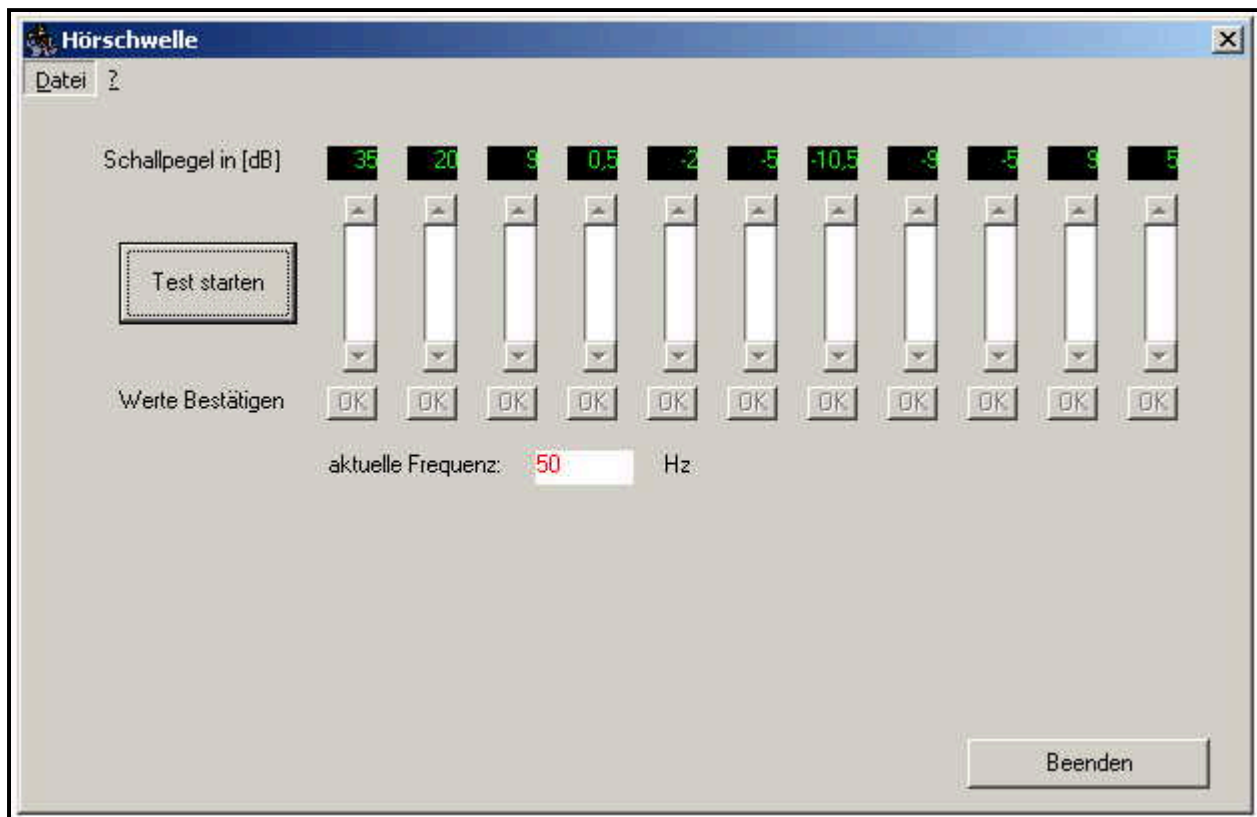 Hörschwelle
Datei ?
Schallpegel in [dB] 35 20 9 0,5 -2 -5 -10,5 -9 -5 9 5
Test starten
Werte Bestätigen OK OK OK OK OK OK OK OK OK OK OK
aktuelle Frequenz: 50 Hz
Beenden